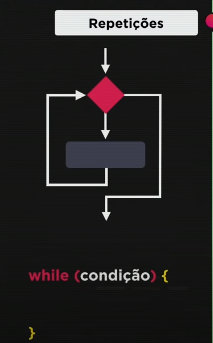 Repetições
while (condição) {
}